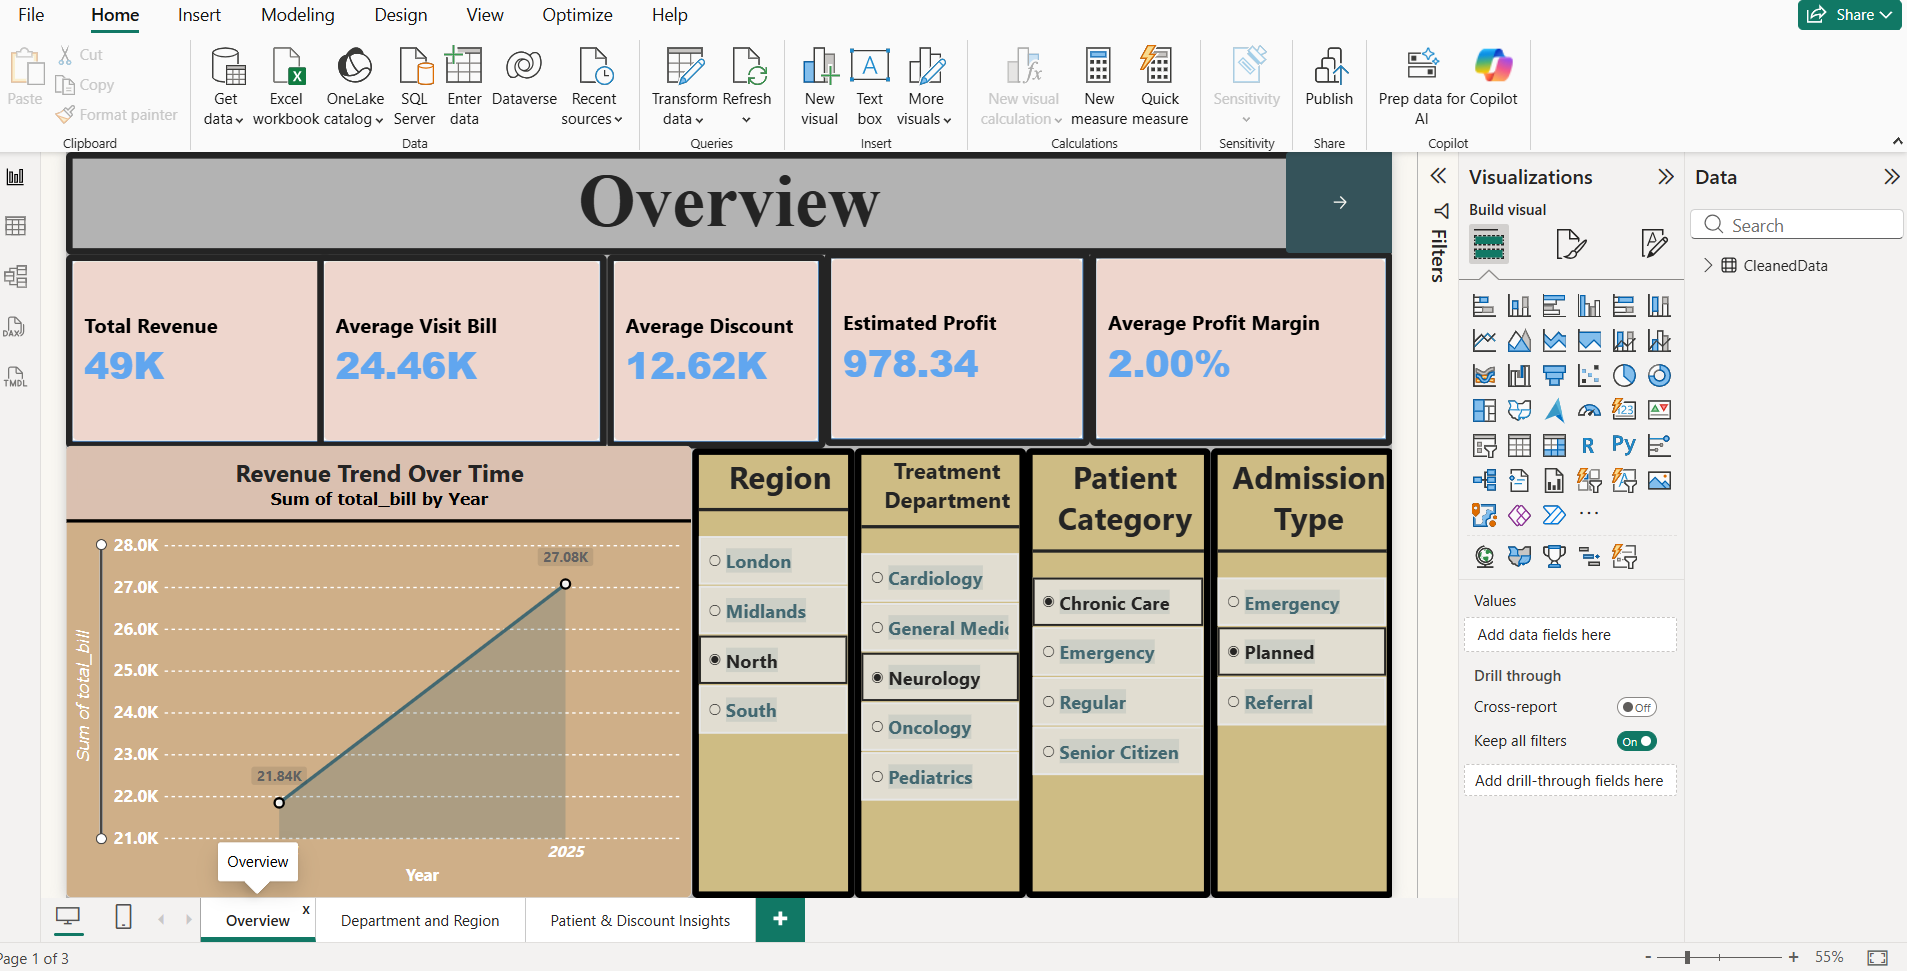 File Home Insert Modeling Design View Optimize Help
Share
Paste
Cut
Copy
Format painter
Clipboard
Get data
Excel workbook
OneLake catalog
SQL Server
Enter data
Dataverse
Recent sources
Data
Transform data
Refresh
Queries
New visual
Text box
More visuals
Insert
New visual calculation
New measure
Quick measure
Calculations
Sensitivity
Sensitivity
Publish
Share
Prep data for AI
Copilot
Copilot
DAX
TMDL
Overview
Total Revenue
49K
Average Visit Bill
24.46K
Average Discount
12.62K
Estimated Profit
978.34
Average Profit Margin
2.00%
Revenue Trend Over Time
Sum of total_bill by Year
Sum of total_bill
28.0K
27.0K
26.0K
25.0K
24.0K
23.0K
22.0K
21.0K
27.08K
21.84K
2025
Year
Overview
Region
London
Midlands
North
South
Treatment
Department
Cardiology
General Medic
Neurology
Oncology
Pediatrics
Patient
Category
Chronic Care
Emergency
Regular
Senior Citizen
Admission
Type
Emergency
Planned
Referral
Filters
Visualizations
Build visual
123
R
Py
Values
Add data fields here
Drill through
Cross-report
Off
Keep all filters
On
Add drill-through fields here
Data
Search
CleanedData
Overview x
Department and Region
Patient & Discount Insights
+
Page 1 of 3
- + 55%